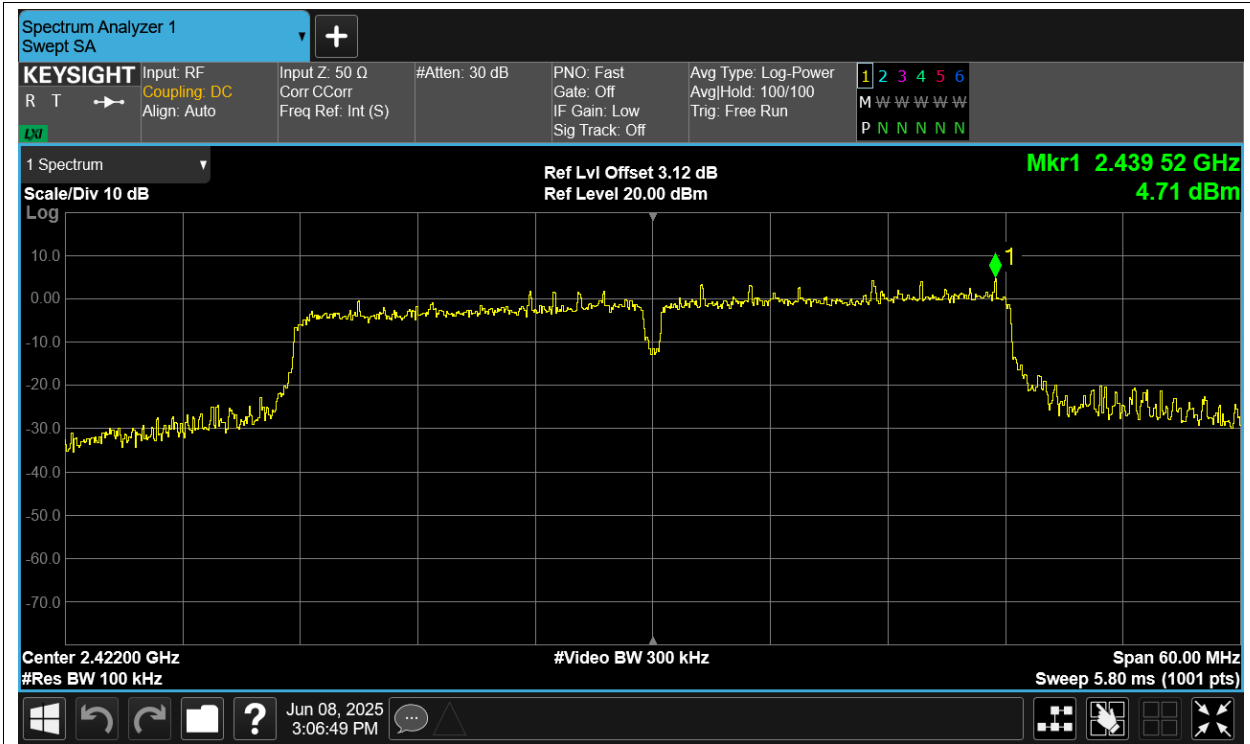 Spectrum Analyzer 1
Swept SA
KEYSIGHT
R T
LXI
Input: RF
Coupling: DC
Align: Auto
Input Z: 50 Ω
Corr CCorr
Freq Ref: Int (S)
#Atten: 30 dB
PNO: Fast
Gate: Off
IF Gain: Low
Sig Track: Off
Avg Type: Log-Power
Avg|Hold: 100/100
Trig: Free Run
1 2 3 4 5 6
M W W W W W
P N N N N N
1 Spectrum
Scale/Div 10 dB
Log
Ref Lvl Offset 3.12 dB
Ref Level 20.00 dBm
Mkr1 2.439 52 GHz
4.71 dBm
1
10.0
0.00
-10.0
-20.0
-30.0
-40.0
-50.0
-60.0
-70.0
Center 2.42200 GHz
#Video BW 300 kHz
Span 60.00 MHz
#Res BW 100 kHz
Sweep 5.80 ms (1001 pts)
?
Jun 08, 2025
3:06:49 PM